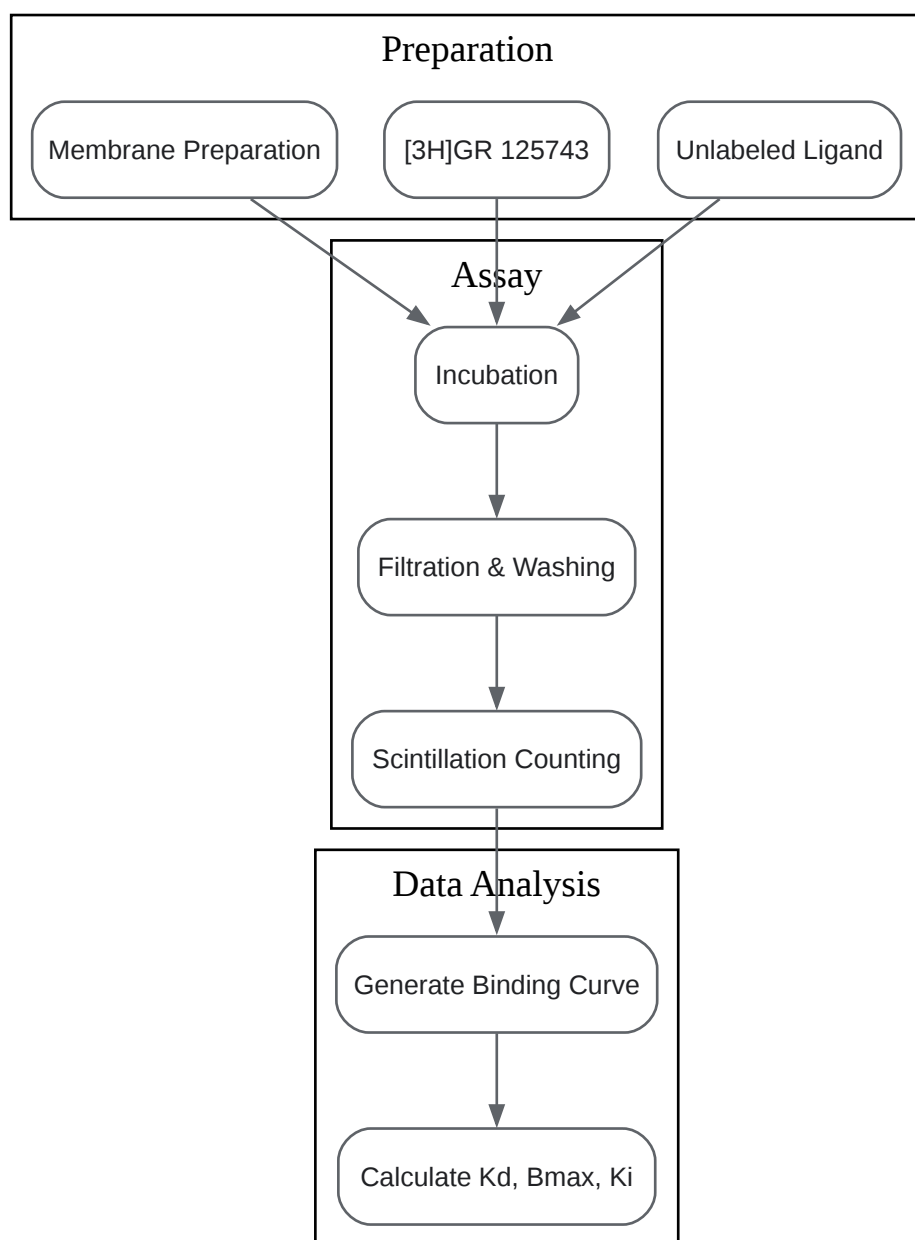 Preparation
Membrane Preparation
[3H]GR 125743
Unlabeled Ligand
Assay
Incubation
Filtration & Washing
Scintillation Counting
Data Analysis
Generate Binding Curve
Calculate Kd, Bmax, Ki